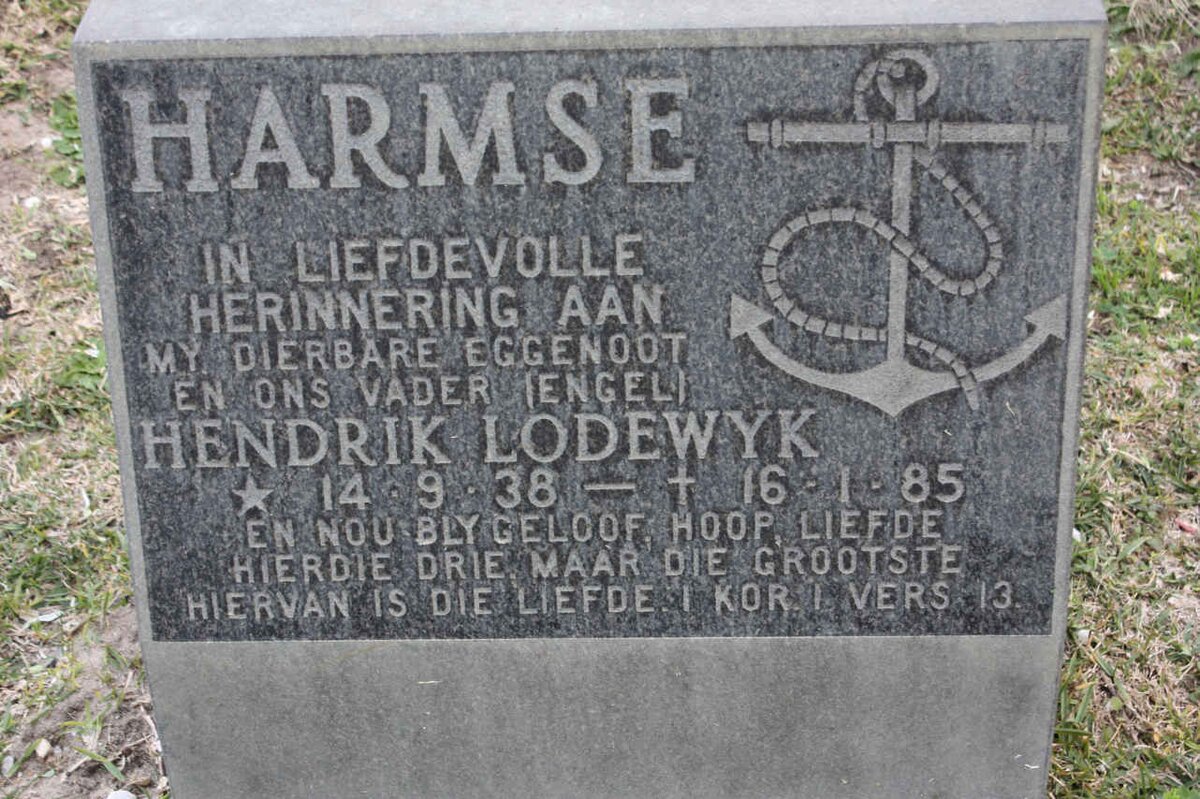 HARMSE
IN LIEFDEVOLLE
HERINNERING AAN
MY DIERBARE EGGENOOT
EN ONS VADER (ENGEL)
HENDRIK LODEWYK
★ 14·9·38 — † 16·1·85
EN NOU BLY GELOOF, HOOP, LIEFDE
HIERDIE DRIE, MAAR DIE GROOTSTE
HIERVAN IS DIE LIEFDE. I KOR. I VERS 13.